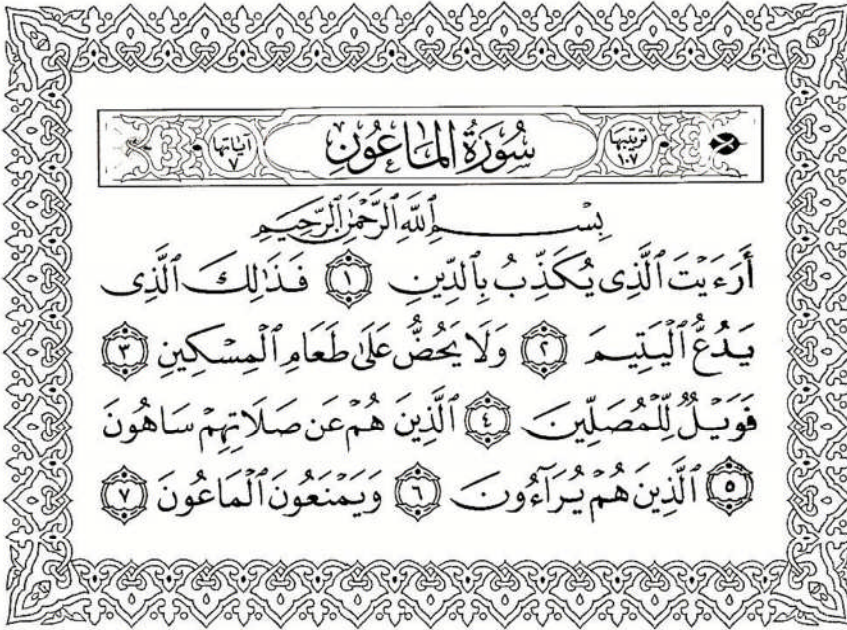 ترتيبها ١٠٧ سُورَةُ المَاعُونِ آياتها ٧
بِسْمِ ٱللَّهِ ٱلرَّحْمَٰنِ ٱلرَّحِيمِ
أَرَءَيْتَ ٱلَّذِى يُكَذِّبُ بِٱلدِّينِ ١ فَذَٰلِكَ ٱلَّذِى
يَدُعُّ ٱلْيَتِيمَ ٢ وَلَا يَحُضُّ عَلَىٰ طَعَامِ ٱلْمِسْكِينِ ٣
فَوَيْلٌ لِّلْمُصَلِّينَ ٤ ٱلَّذِينَ هُمْ عَن صَلَاتِهِمْ سَاهُونَ
٥ ٱلَّذِينَ هُمْ يُرَآءُونَ ٦ وَيَمْنَعُونَ ٱلْمَاعُونَ ٧